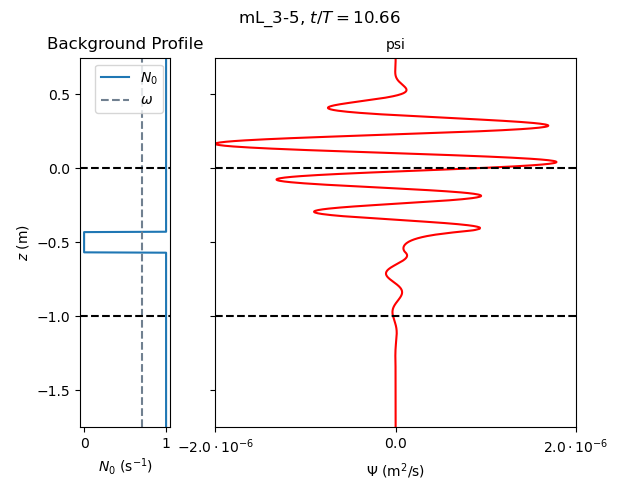 mL_3-5, t/T = 10.66
Background Profile
psi
N₀
ω
0.5
0.0
−0.5
−1.0
−1.5
z (m)
0
1
−2.0 · 10⁻⁶
0.0
2.0 · 10⁻⁶
N₀ (s⁻¹)
Ψ (m²/s)